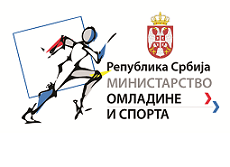 Република Србија
МИНИСТАРСТВО
ОМЛАДИНЕ
И СПОРТА